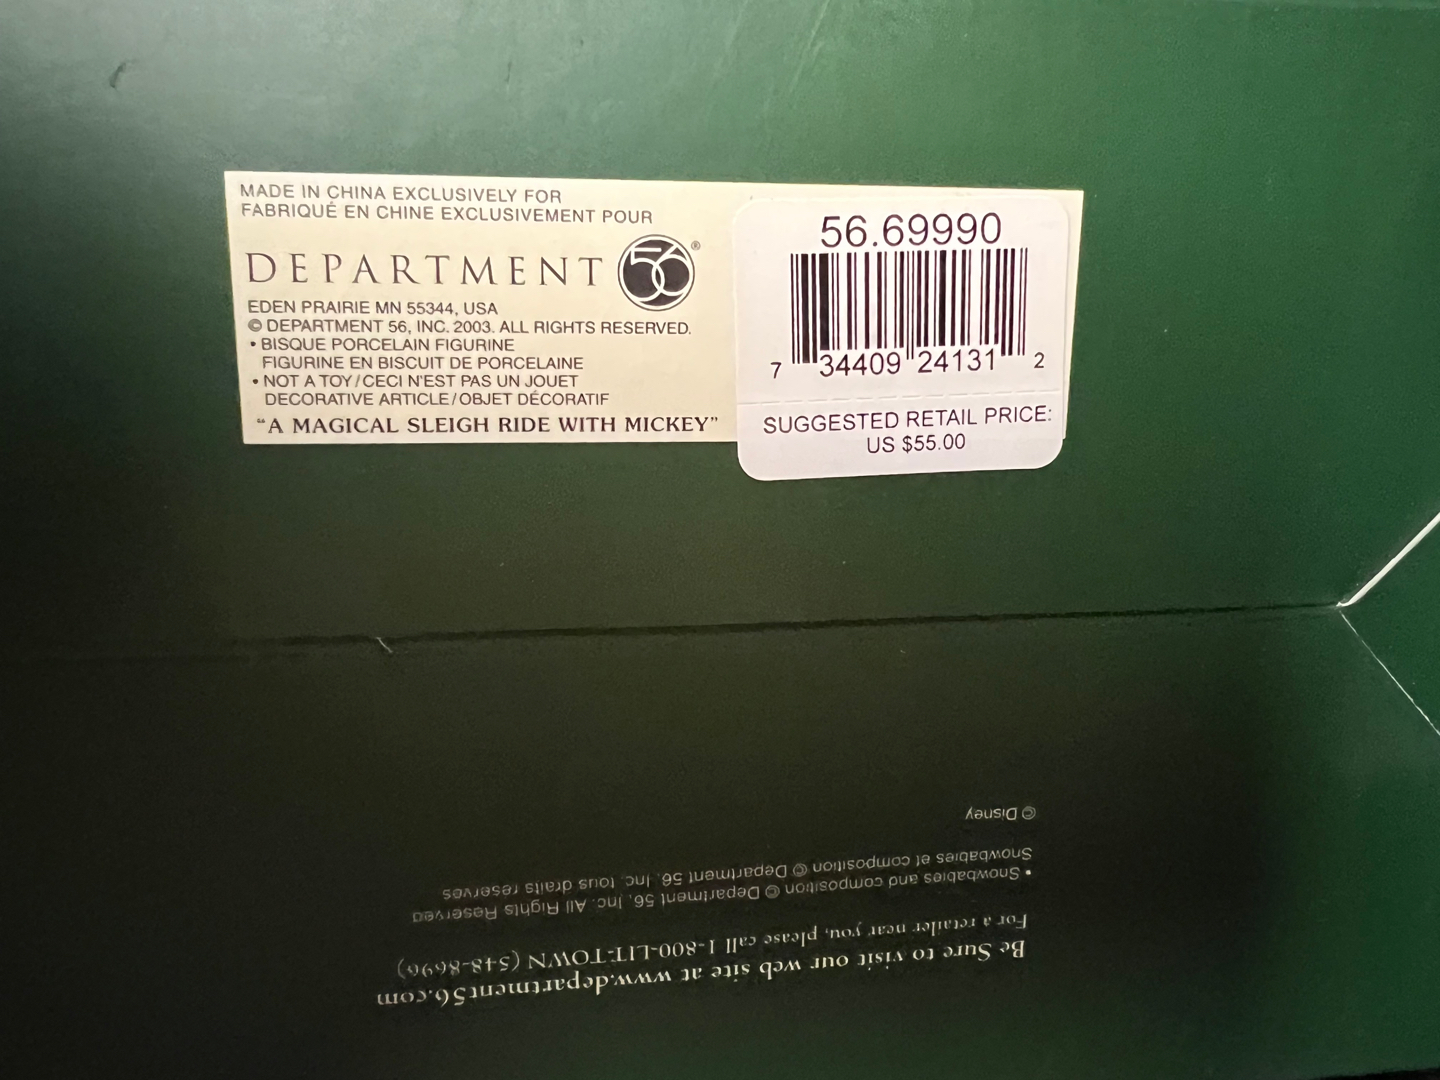 MADE IN CHINA EXCLUSIVELY FOR
FABRIQUÉ EN CHINE EXCLUSIVEMENT POUR
DEPARTMENT 56®
EDEN PRAIRIE MN 55344, USA
© DEPARTMENT 56, INC. 2003. ALL RIGHTS RESERVED.
• BISQUE PORCELAIN FIGURINE
FIGURINE EN BISCUIT DE PORCELAINE
• NOT A TOY/CECI N'EST PAS UN JOUET
DECORATIVE ARTICLE/OBJET DÉCORATIF
“A MAGICAL SLEIGH RIDE WITH MICKEY”
56.69990
7 34409 24131 2
SUGGESTED RETAIL PRICE:
US $55.00
Be Sure to visit our web site at www.department56.com
For a retailer near you, please call 1-800-LIT-TOWN (548-8696)
• Snowbabies and composition © Department 56, Inc. All Rights Reserved
Snowbabies et composition © Department 56, Inc. tous droits reserves
© Disney